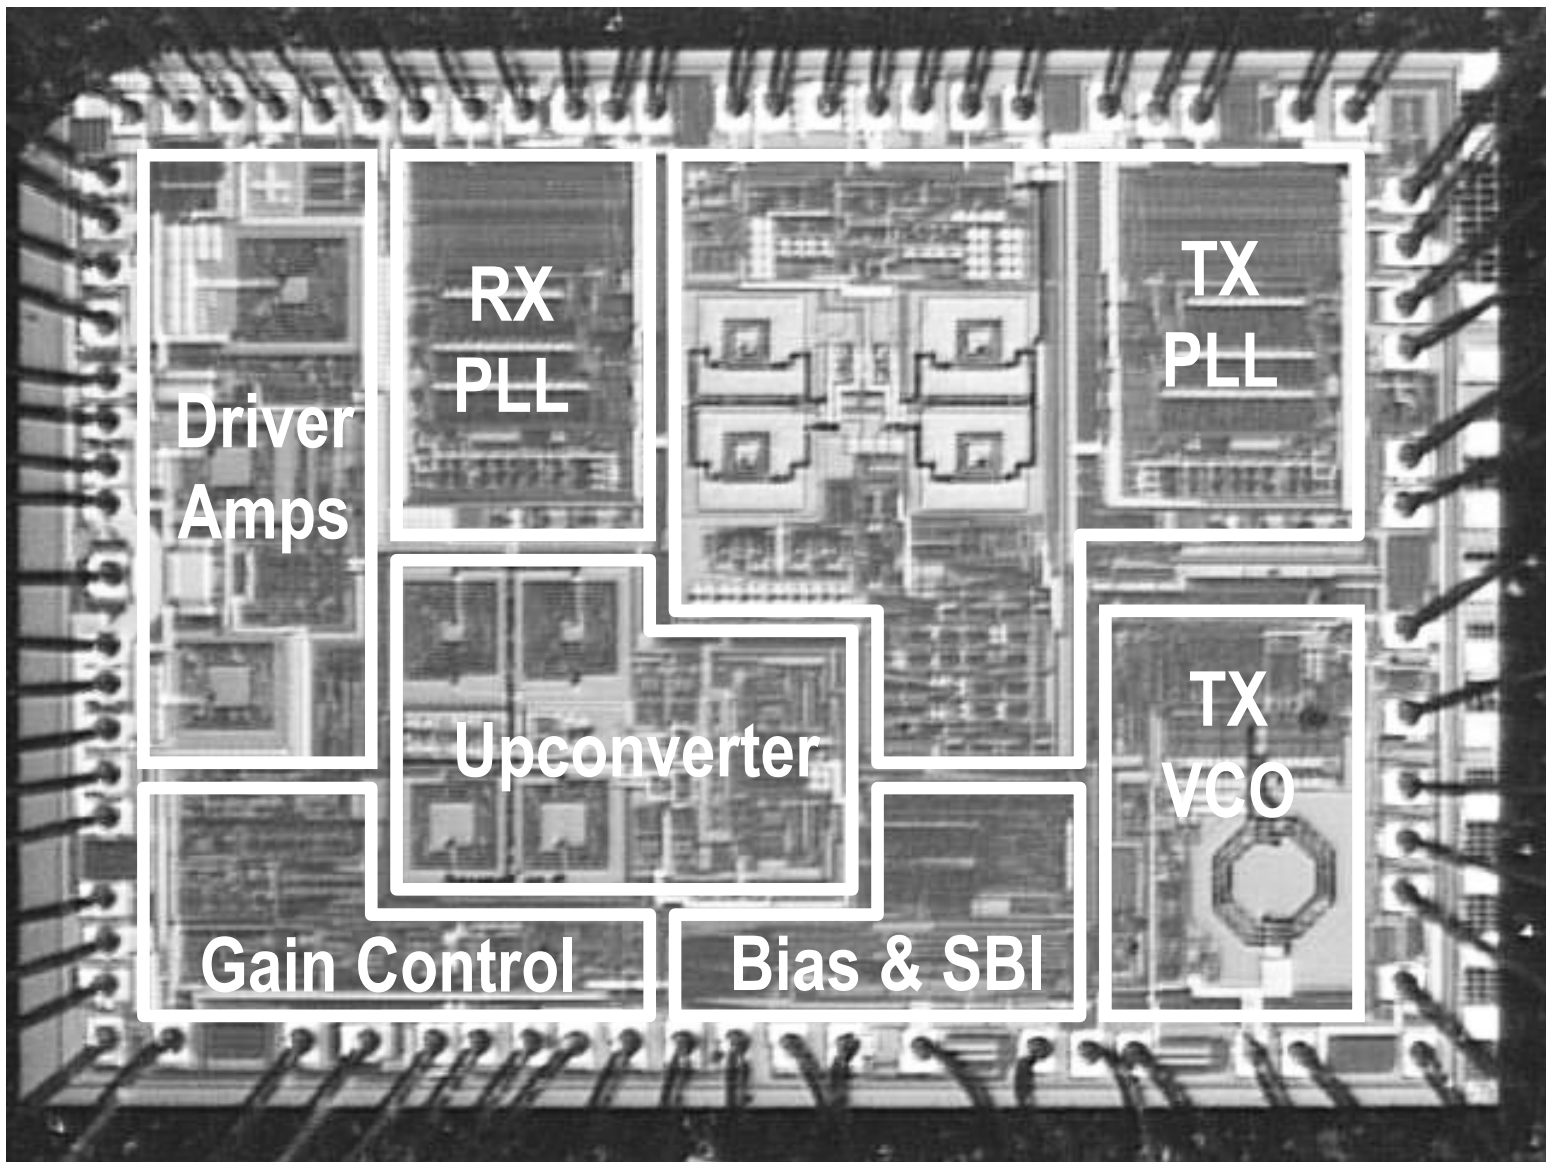 RX
PLL
TX
PLL
Driver
Amps
Upconverter
TX
VCO
Gain Control
Bias & SBI